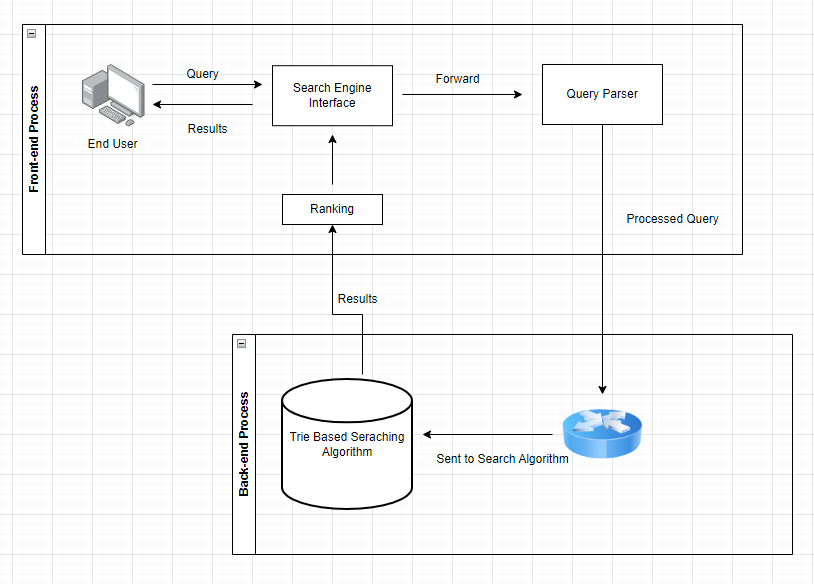 Front-end Process
Query
Results
End User
Search Engine
Interface
Forward
Query Parser
Ranking
Processed Query
Results
Back-end Process
Trie Based Seraching
Algorithm
Sent to Search Algorithm